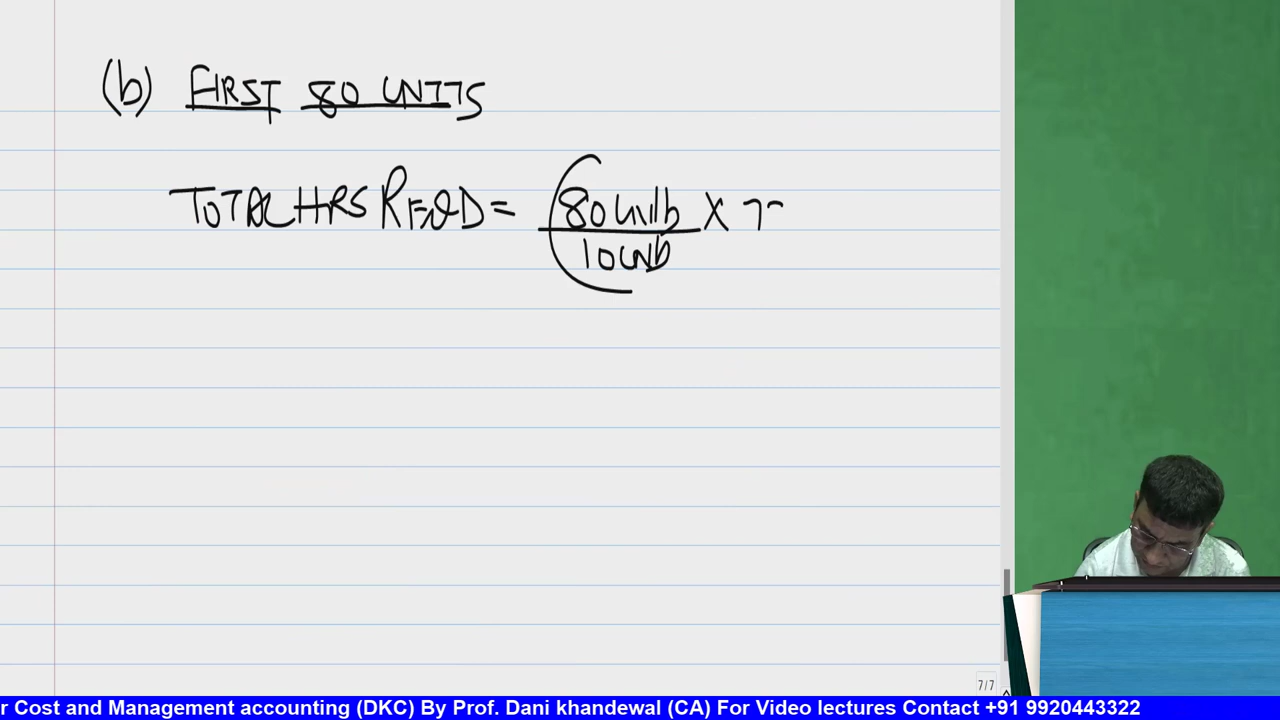 (b) FIRST 80 UNITS
TOTAL HRS REQD = (80 units X 7
10 units
7/7
r Cost and Management accounting (DKC) By Prof. Dani khandewal (CA) For Video lectures Contact +91 9920443322